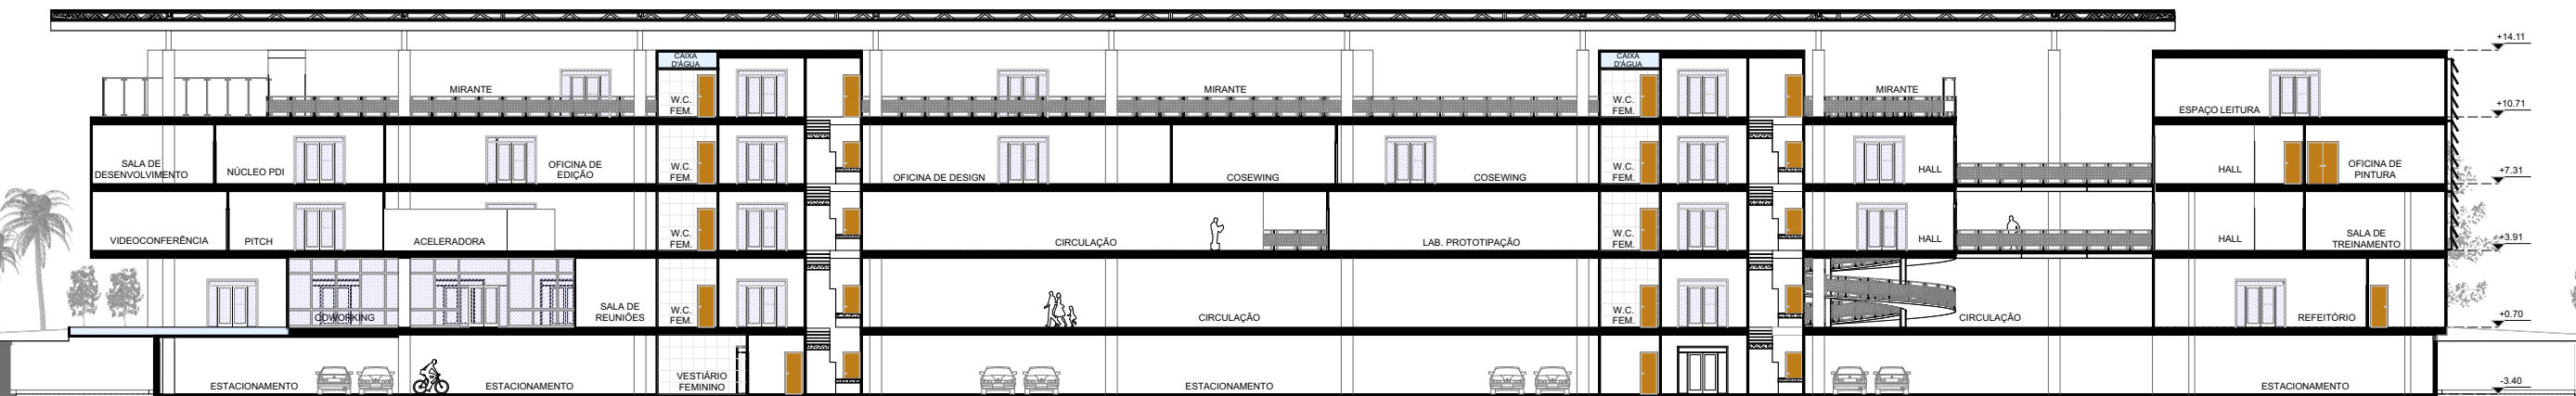 +14.11
CAIXA
D'ÁGUA
CAIXA
D'ÁGUA
MIRANTE
W.C.
FEM.
MIRANTE
W.C.
FEM.
MIRANTE
ESPAÇO LEITURA
+10.71
SALA DE
DESENVOLVIMENTO
NÚCLEO PDI
OFICINA DE
EDIÇÃO
W.C.
FEM.
OFICINA DE DESIGN
COSEWING
COSEWING
W.C.
FEM.
HALL
HALL
OFICINA DE
PINTURA
+7.31
VIDEOCONFERÊNCIA
PITCH
ACELERADORA
W.C.
FEM.
CIRCULAÇÃO
LAB. PROTOTIPAÇÃO
W.C.
FEM.
HALL
HALL
SALA DE
TREINAMENTO
+3.91
COWORKING
SALA DE
REUNIÕES
W.C.
FEM.
CIRCULAÇÃO
W.C.
FEM.
CIRCULAÇÃO
REFEITÓRIO
+0.70
ESTACIONAMENTO
ESTACIONAMENTO
VESTIÁRIO
FEMININO
ESTACIONAMENTO
ESTACIONAMENTO
-3.40